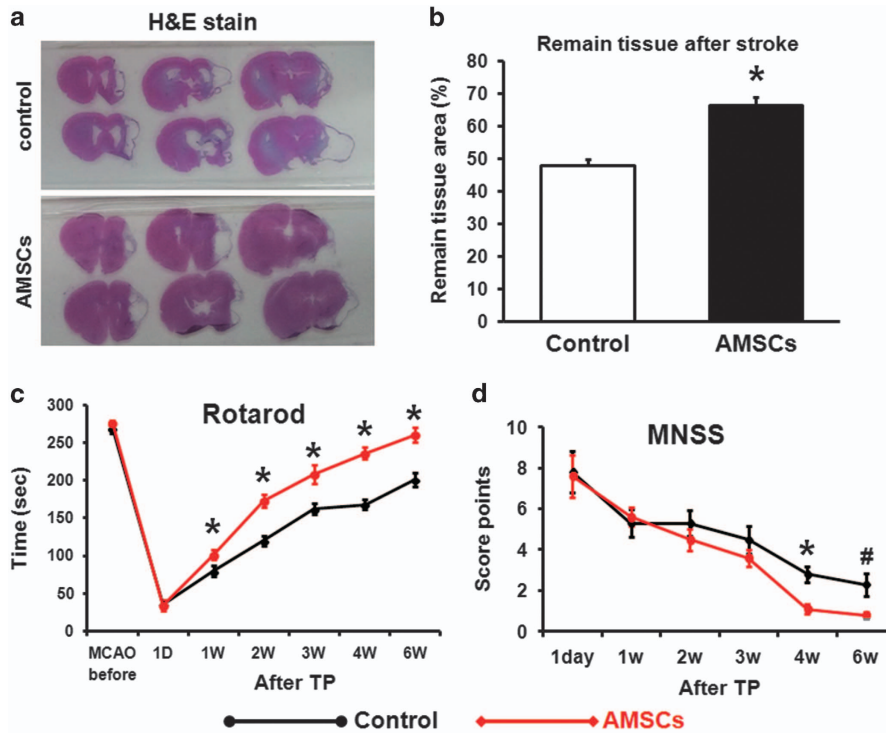 a
H&E stain
control
AMSCs
b
Remain tissue after stroke
Remain tissue area (%)
80
70
60
50
40
30
20
10
0
*
Control
AMSCs
c
Rotarod
Time (sec)
300
250
200
150
100
50
0
* * * * *
MCAO before 1D 1W 2W 3W 4W 6W
After TP
d
MNSS
Score points
10
8
6
4
2
0
* #
1day 1w 2w 3w 4w 6w
After TP
Control AMSCs